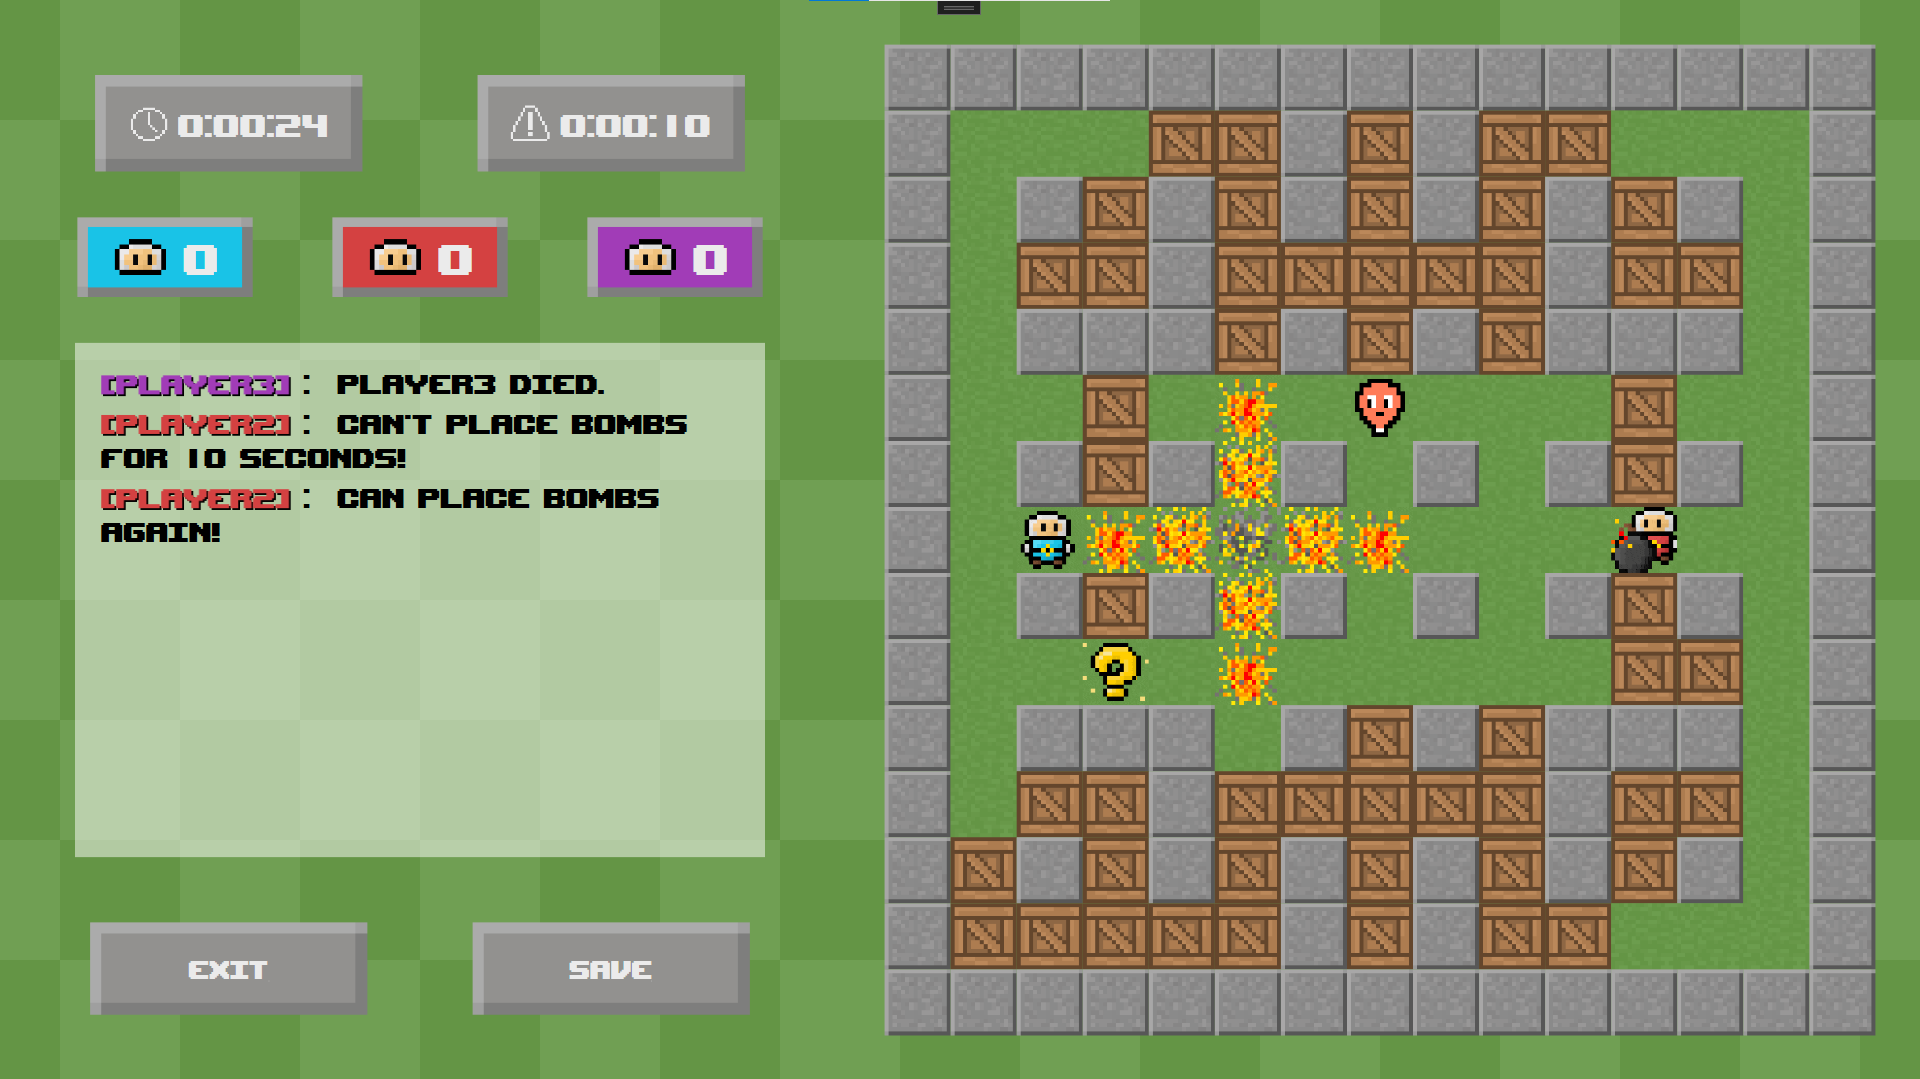 0:00:24
0:00:10
0
0
0
[PLAYER3] : PLAYER3 DIED.
[PLAYER2] : CAN'T PLACE BOMBS
FOR 10 SECONDS!
[PLAYER2] : CAN PLACE BOMBS
AGAIN!
EXIT
SAVE